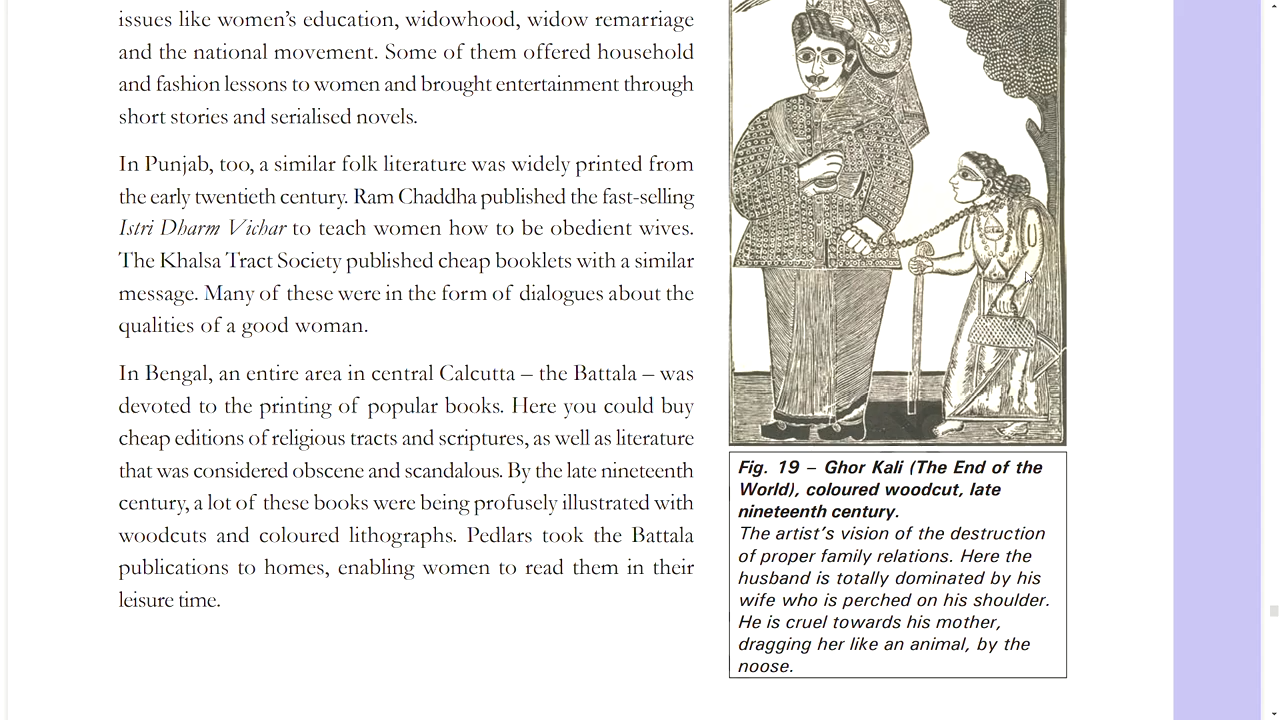 issues like women’s education, widowhood, widow remarriage
and the national movement. Some of them offered household
and fashion lessons to women and brought entertainment through
short stories and serialised novels.
In Punjab, too, a similar folk literature was widely printed from
the early twentieth century. Ram Chaddha published the fast-selling
Istri Dharm Vichar to teach women how to be obedient wives.
The Khalsa Tract Society published cheap booklets with a similar
message. Many of these were in the form of dialogues about the
qualities of a good woman.
In Bengal, an entire area in central Calcutta – the Battala – was
devoted to the printing of popular books. Here you could buy
cheap editions of religious tracts and scriptures, as well as literature
that was considered obscene and scandalous. By the late nineteenth
century, a lot of these books were being profusely illustrated with
woodcuts and coloured lithographs. Pedlars took the Battala
publications to homes, enabling women to read them in their
leisure time.
Fig. 19 – Ghor Kali (The End of the
World), coloured woodcut, late
nineteenth century.
The artist’s vision of the destruction
of proper family relations. Here the
husband is totally dominated by his
wife who is perched on his shoulder.
He is cruel towards his mother,
dragging her like an animal, by the
noose.